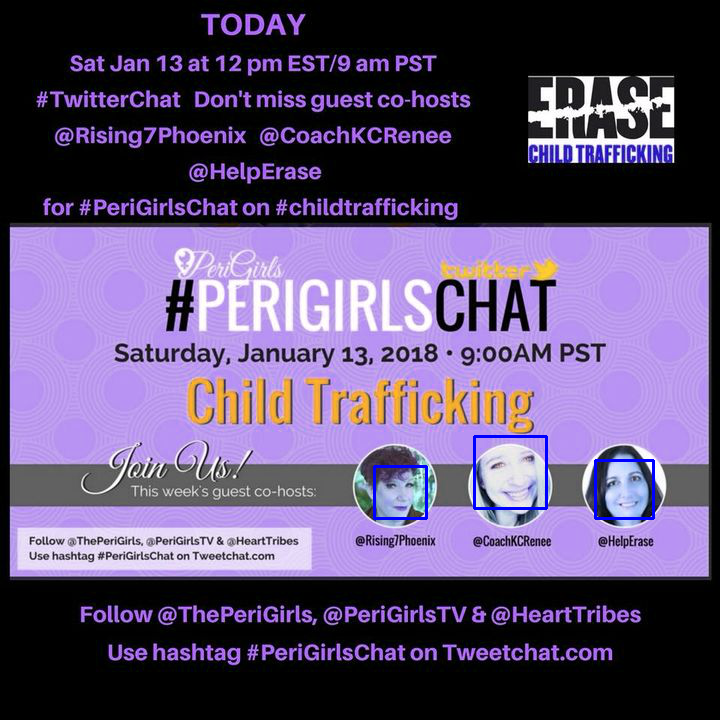 TODAY
Sat Jan 13 at 12 pm EST/9 am PST
#TwitterChat Don't miss guest co-hosts
@Rising7Phoenix @CoachKCRenee
@HelpErase
for #PeriGirlsChat on #childtrafficking
ERASE
CHILD TRAFFICKING
PeriGirls
twitter
#PERIGIRLSCHAT
Saturday, January 13, 2018 • 9:00AM PST
Child Trafficking
Join Us!
This week's guest co-hosts:
@Rising7Phoenix @CoachKCRenee @HelpErase
Follow @ThePeriGirls, @PeriGirlsTV & @HeartTribes
Use hashtag #PeriGirlsChat on Tweetchat.com
Follow @ThePeriGirls, @PeriGirlsTV & @HeartTribes
Use hashtag #PeriGirlsChat on Tweetchat.com